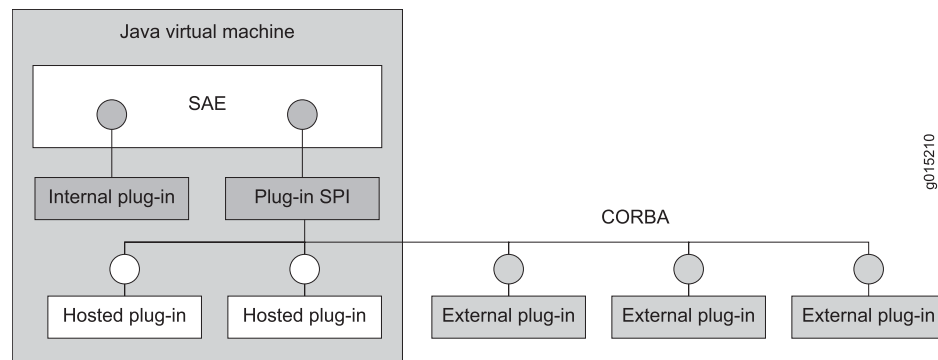 Java virtual machine
SAE
Internal plug-in
Plug-in SPI
CORBA
Hosted plug-in
Hosted plug-in
External plug-in
External plug-in
External plug-in
g015210